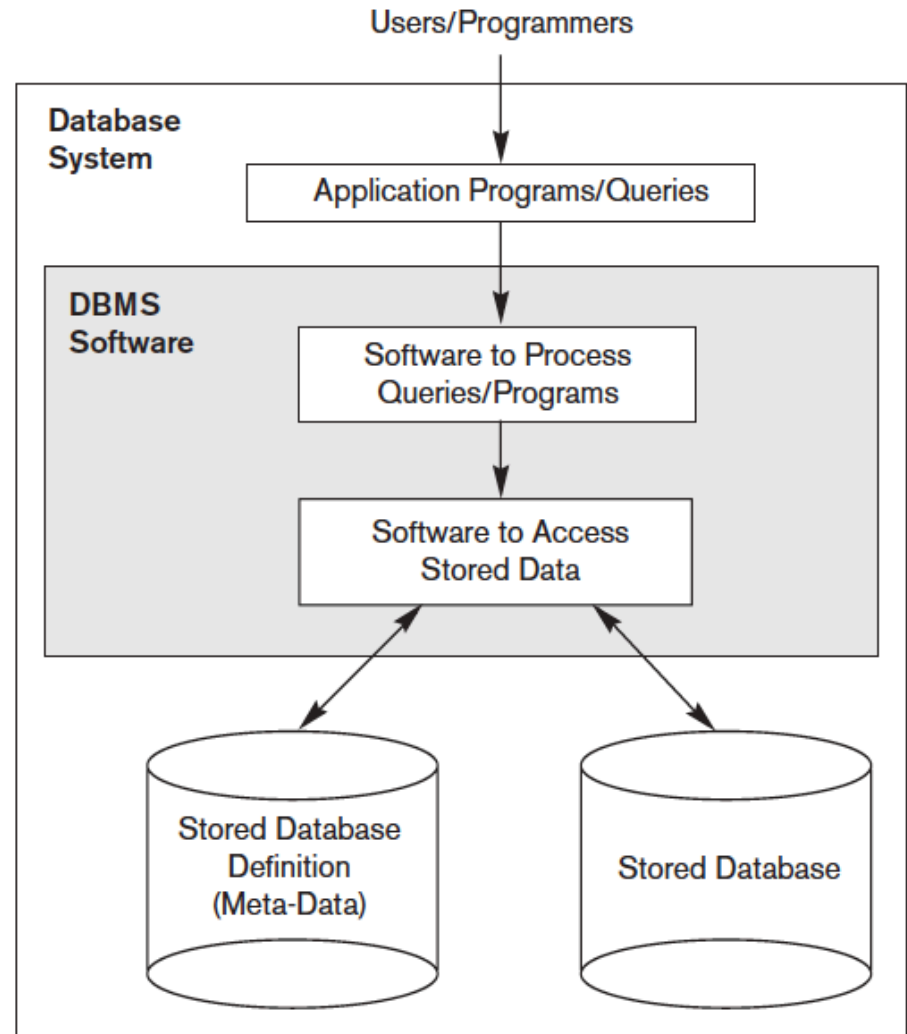 Users/Programmers
Database
System
Application Programs/Queries
DBMS
Software
Software to Process
Queries/Programs
Software to Access
Stored Data
Stored Database
Definition
(Meta-Data)
Stored Database